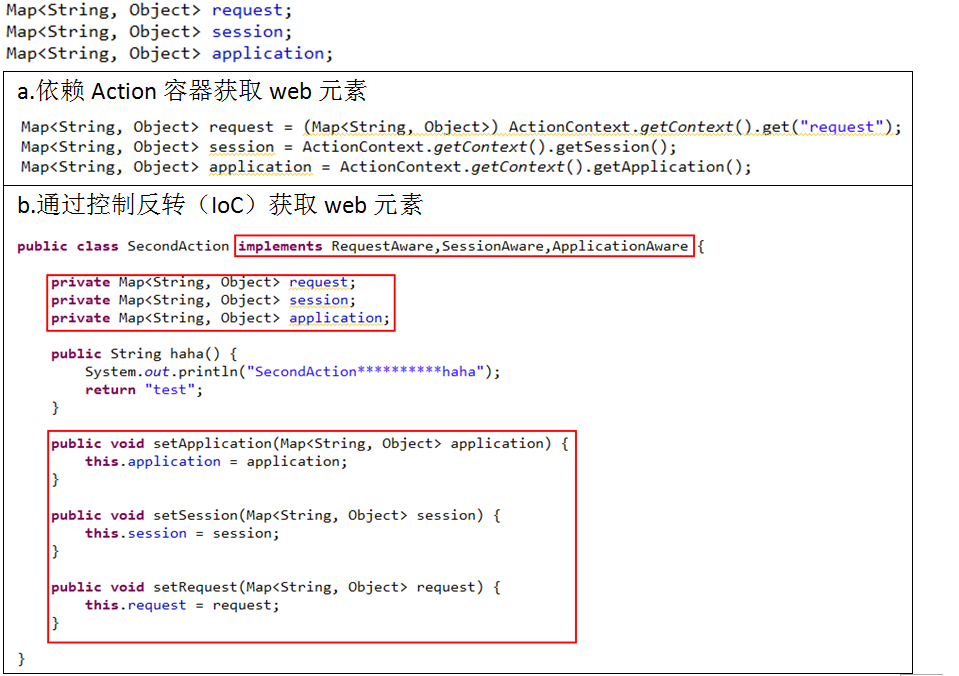 Map<String, Object> request;
Map<String, Object> session;
Map<String, Object> application;
a.依赖 Action 容器获取 web 元素
Map<String, Object> request = (Map<String, Object>) ActionContext.getContext().get("request");
Map<String, Object> session = ActionContext.getContext().getSession();
Map<String, Object> application = ActionContext.getContext().getApplication();
b.通过控制反转（IoC）获取 web 元素
public class SecondAction implements RequestAware,SessionAware,ApplicationAware {
private Map<String, Object> request;
private Map<String, Object> session;
private Map<String, Object> application;
public String haha() {
System.out.println("SecondAction**********haha");
return "test";
}
public void setApplication(Map<String, Object> application) {
this.application = application;
}
public void setSession(Map<String, Object> session) {
this.session = session;
}
public void setRequest(Map<String, Object> request) {
this.request = request;
}
}